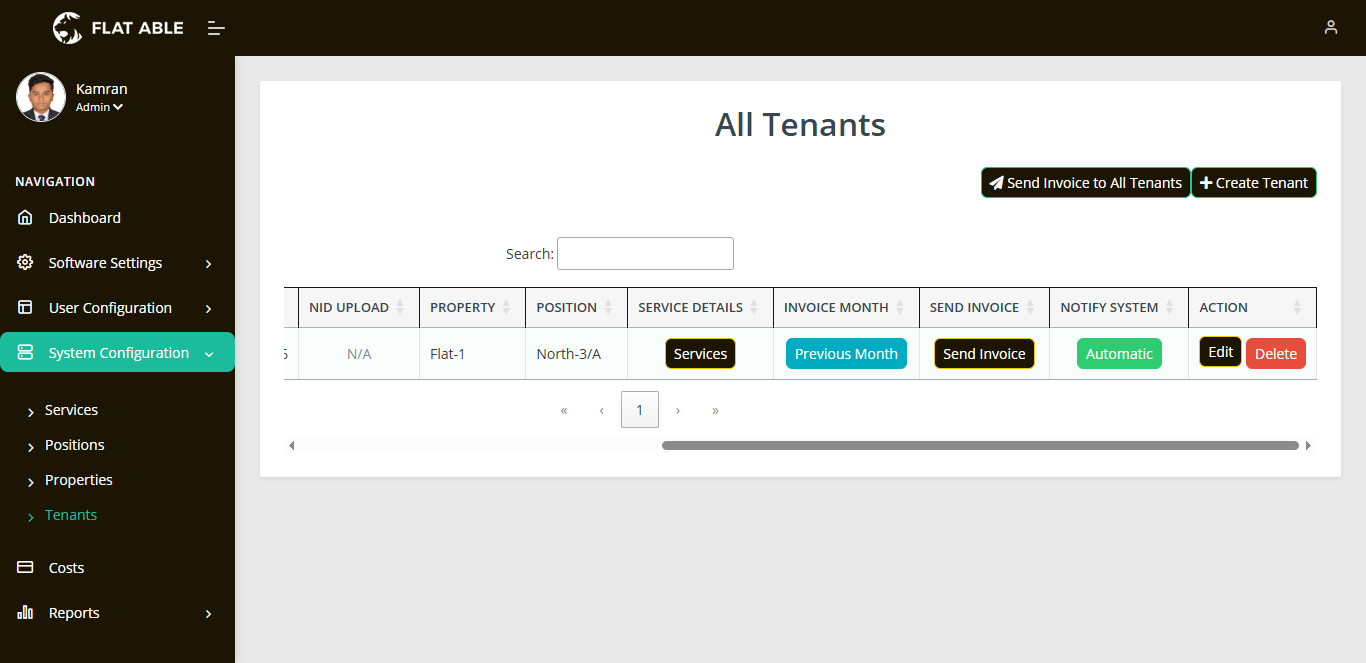 FLAT ABLE
Kamran
Admin
NAVIGATION
Dashboard
Software Settings
User Configuration
System Configuration
Services
Positions
Properties
Tenants
Costs
Reports
All Tenants
Send Invoice to All Tenants
Create Tenant
Search:
NID UPLOAD PROPERTY POSITION SERVICE DETAILS INVOICE MONTH SEND INVOICE NOTIFY SYSTEM ACTION
N/A Flat-1 North-3/A Services Previous Month Send Invoice Automatic Edit Delete
« ‹ 1 › »